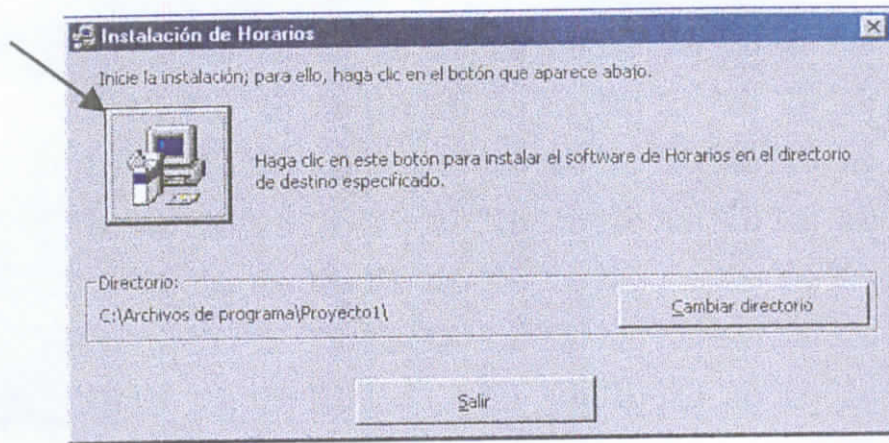 Instalación de Horarios
Inicie la instalación; para ello, haga clic en el botón que aparece abajo.
Haga clic en este botón para instalar el software de Horarios en el directorio
de destino especificado.
Directorio:
C:\Archivos de programa\Proyecto1\
Cambiar directorio
Salir